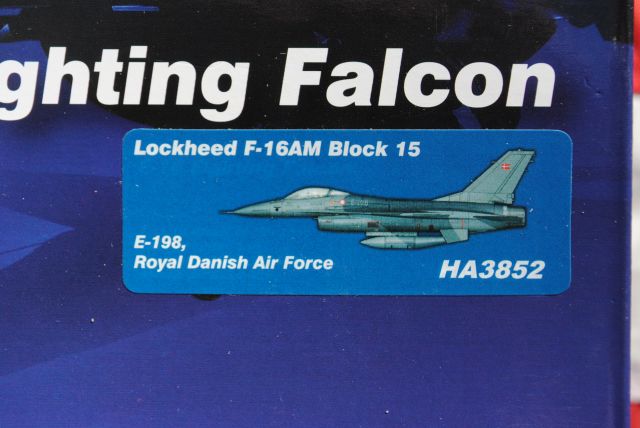 ghting Falcon
Lockheed F-16AM Block 15
E-198,
Royal Danish Air Force
HA3852